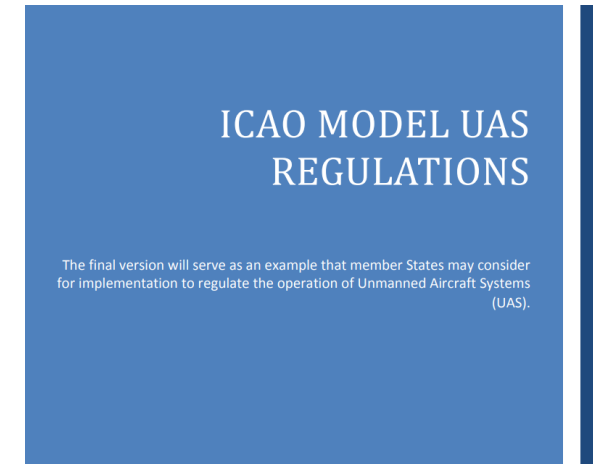 ICAO MODEL UAS
REGULATIONS
The final version will serve as an example that member States may consider
for implementation to regulate the operation of Unmanned Aircraft Systems
(UAS).